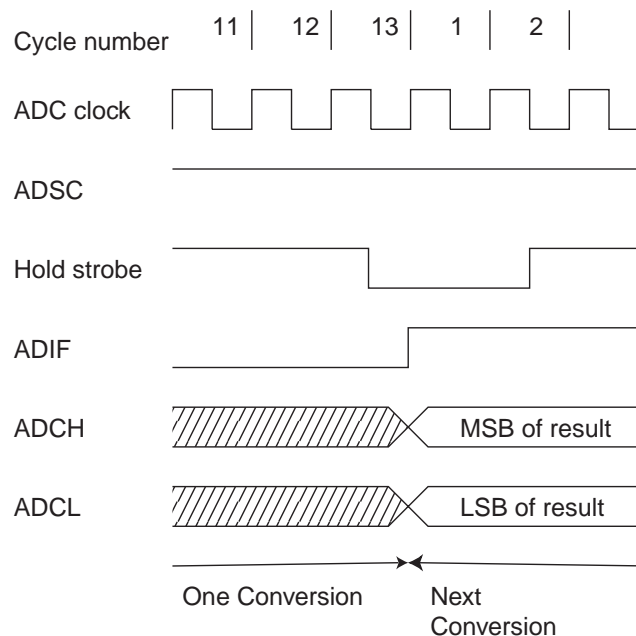 Cycle number 11 12 13 1 2
ADC clock
ADSC
Hold strobe
ADIF
ADCH MSB of result
ADCL LSB of result
One Conversion Next
Conversion